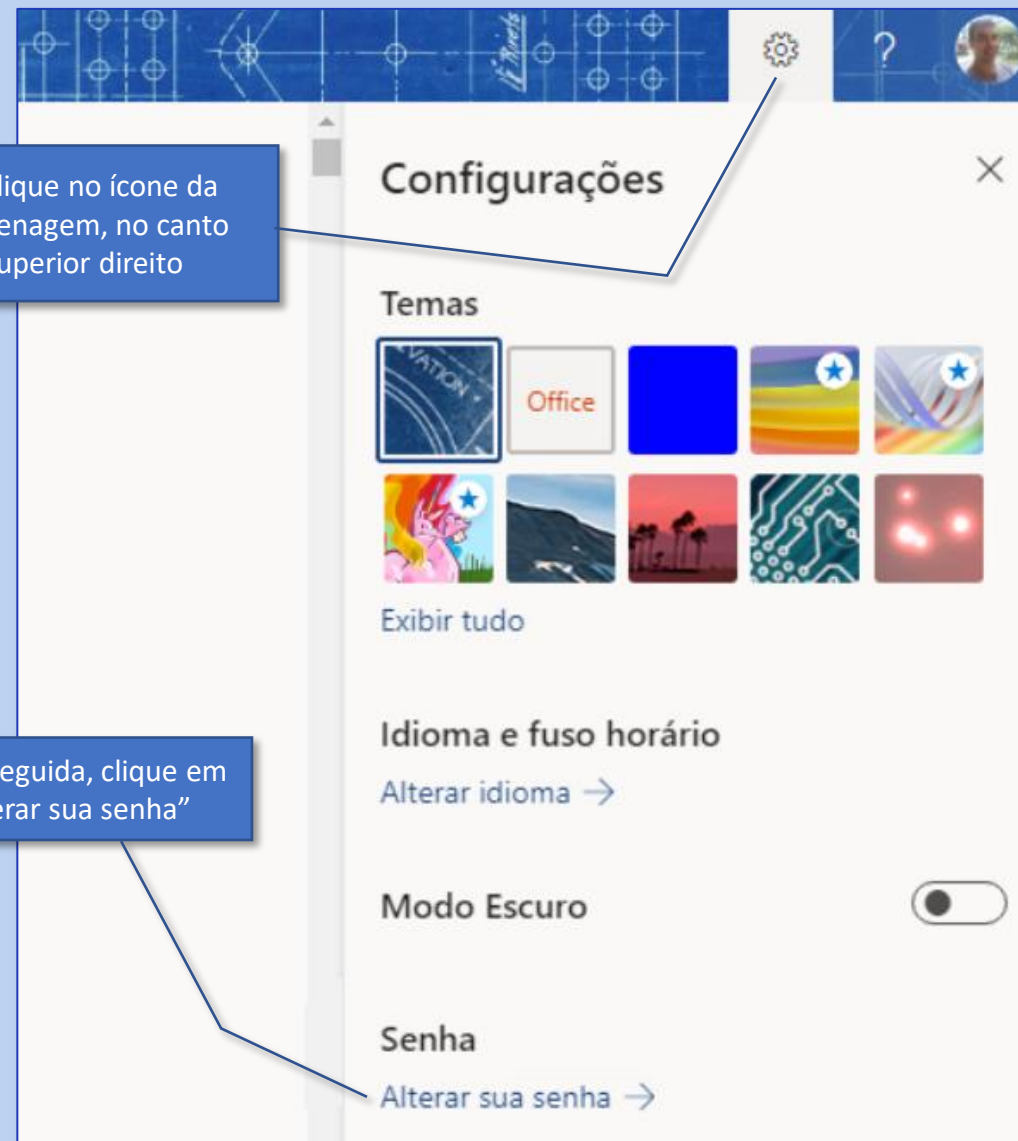 ?
Configurações
lique no ícone da
enagem, no canto
uperior direito
Temas
VATION
Office
Exibir tudo
Idioma e fuso horário
eguida, clique em
erar sua senha”
Alterar idioma →
Modo Escuro
Senha
Alterar sua senha →